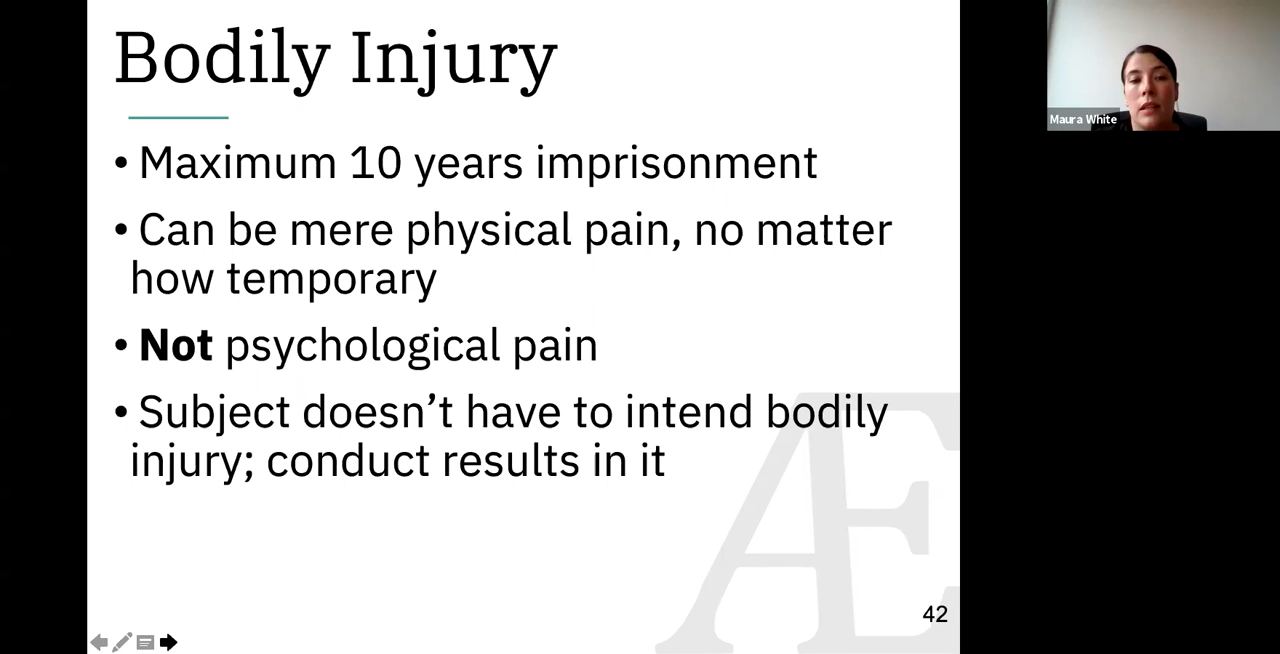 Bodily Injury
• Maximum 10 years imprisonment
• Can be mere physical pain, no matter
how temporary
• Not psychological pain
• Subject doesn’t have to intend bodily
injury; conduct results in it
Æ
42
Maura White